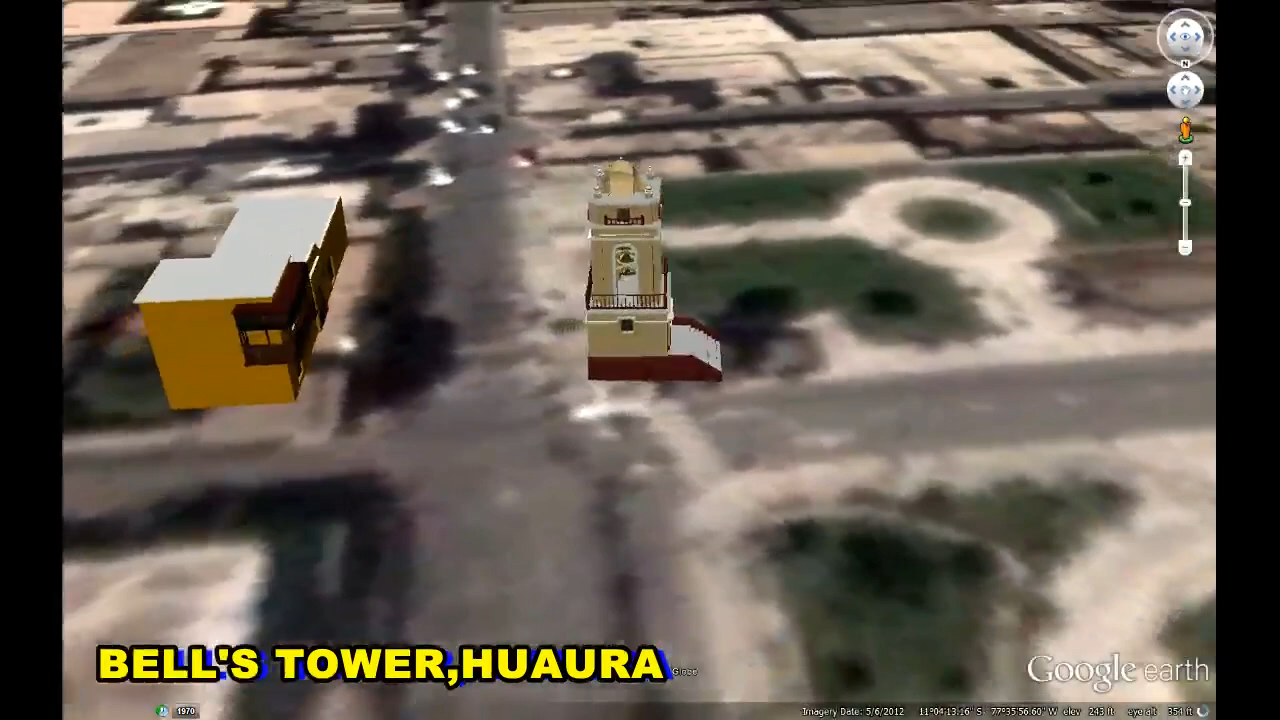 N
BELL'S TOWER,HUAURA
Globe
Google earth
1970
Imagery Date: 5/6/2012 11°04'13.16" S 77°35'56.60" W elev 243 ft eye alt 354 ft